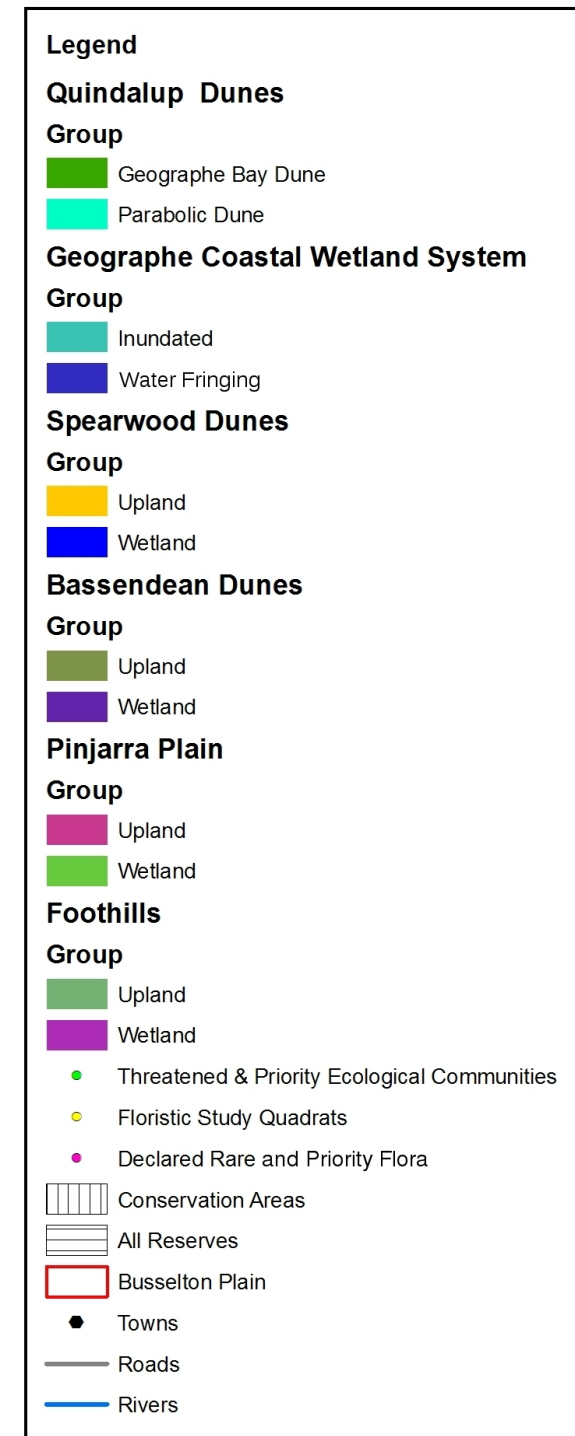 Legend
Quindalup Dunes
Group
Geographe Bay Dune
Parabolic Dune
Geographe Coastal Wetland System
Group
Inundated
Water Fringing
Spearwood Dunes
Group
Upland
Wetland
Bassendean Dunes
Group
Upland
Wetland
Pinjarra Plain
Group
Upland
Wetland
Foothills
Group
Upland
Wetland
Threatened & Priority Ecological Communities
Floristic Study Quadrats
Declared Rare and Priority Flora
Conservation Areas
All Reserves
Busselton Plain
Towns
Roads
Rivers